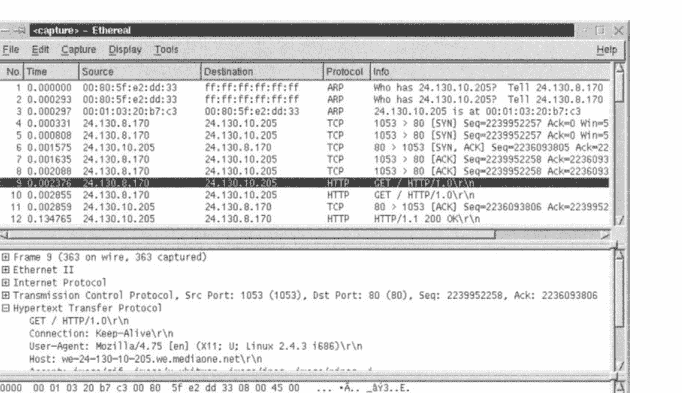 <capture> - Ethereal
File Edit Capture Display Tools Help
No. Time Source Destination Protocol Info
1 0.000000 00:80:5f:e2:dd:33 ff:ff:ff:ff:ff:ff ARP Who has 24.130.10.205? Tell 24.130.8.170
2 0.000293 00:80:5f:e2:dd:33 ff:ff:ff:ff:ff:ff ARP Who has 24.130.10.205? Tell 24.130.8.170
3 0.000297 00:01:03:20:b7:c3 00:80:5f:e2:dd:33 ARP 24.130.10.205 is at 00:01:03:20:b7:c3
4 0.000331 24.130.8.170 24.130.10.205 TCP 1053 > 80 [SYN] Seq=2239952257 Ack=0 Win=5
5 0.000808 24.130.8.170 24.130.10.205 TCP 1053 > 80 [SYN] Seq=2239952257 Ack=0 Win=5
6 0.001575 24.130.10.205 24.130.8.170 TCP 80 > 1053 [SYN, ACK] Seq=2236093805 Ack=22
7 0.001635 24.130.8.170 24.130.10.205 TCP 1053 > 80 [ACK] Seq=2239952258 Ack=2236093
8 0.002088 24.130.8.170 24.130.10.205 TCP 1053 > 80 [ACK] Seq=2239952258 Ack=2236093
9 0.002376 24.130.8.170 24.130.10.205 HTTP GET / HTTP/1.0\r\n
10 0.002855 24.130.8.170 24.130.10.205 HTTP GET / HTTP/1.0\r\n
11 0.002859 24.130.10.205 24.130.8.170 TCP 80 > 1053 [ACK] Seq=2236093806 Ack=2239952
12 0.134765 24.130.10.205 24.130.8.170 HTTP HTTP/1.1 200 OK\r\n
Frame 9 (363 on wire, 363 captured)
Ethernet II
Internet Protocol
Transmission Control Protocol, Src Port: 1053 (1053), Dst Port: 80 (80), Seq: 2239952258, Ack: 2236093806
Hypertext Transfer Protocol
GET / HTTP/1.0\r\n
Connection: Keep-Alive\r\n
User-Agent: Mozilla/4.75 [en] (X11; U; Linux 2.4.3 i686)\r\n
Host: we-24-130-10-205.we.mediaone.net\r\n
0000 00 01 03 20 b7 c3 00 80 5f e2 dd 33 08 00 45 00 ... •Ã.. _âÝ3..E.